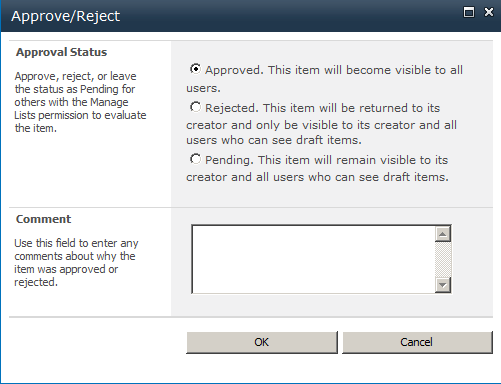 Approve/Reject
Approval Status
Approve, reject, or leave
the status as Pending for
others with the Manage
Lists permission to evaluate
the item.
Approved. This item will become visible to all
users.
Rejected. This item will be returned to its
creator and only be visible to its creator and all
users who can see draft items.
Pending. This item will remain visible to its
creator and all users who can see draft items.
Comment
Use this field to enter any
comments about why the
item was approved or
rejected.
OK
Cancel